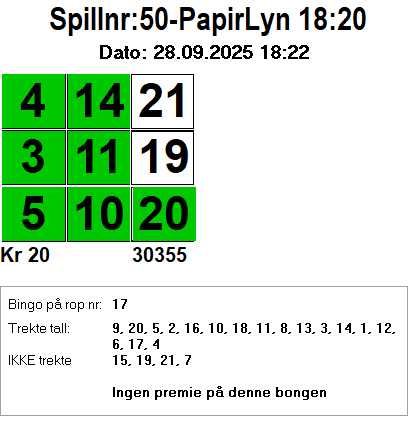 Spillnr:50-PapirLyn 18:20
Dato: 28.09.2025 18:22
4 14 21
3 11 19
5 10 20
Kr 20 30355
Bingo på rop nr: 17
Trekte tall: 9, 20, 5, 2, 16, 10, 18, 11, 8, 13, 3, 14, 1, 12,
6, 17, 4
IKKE trekte 15, 19, 21, 7
Ingen premie på denne bongen